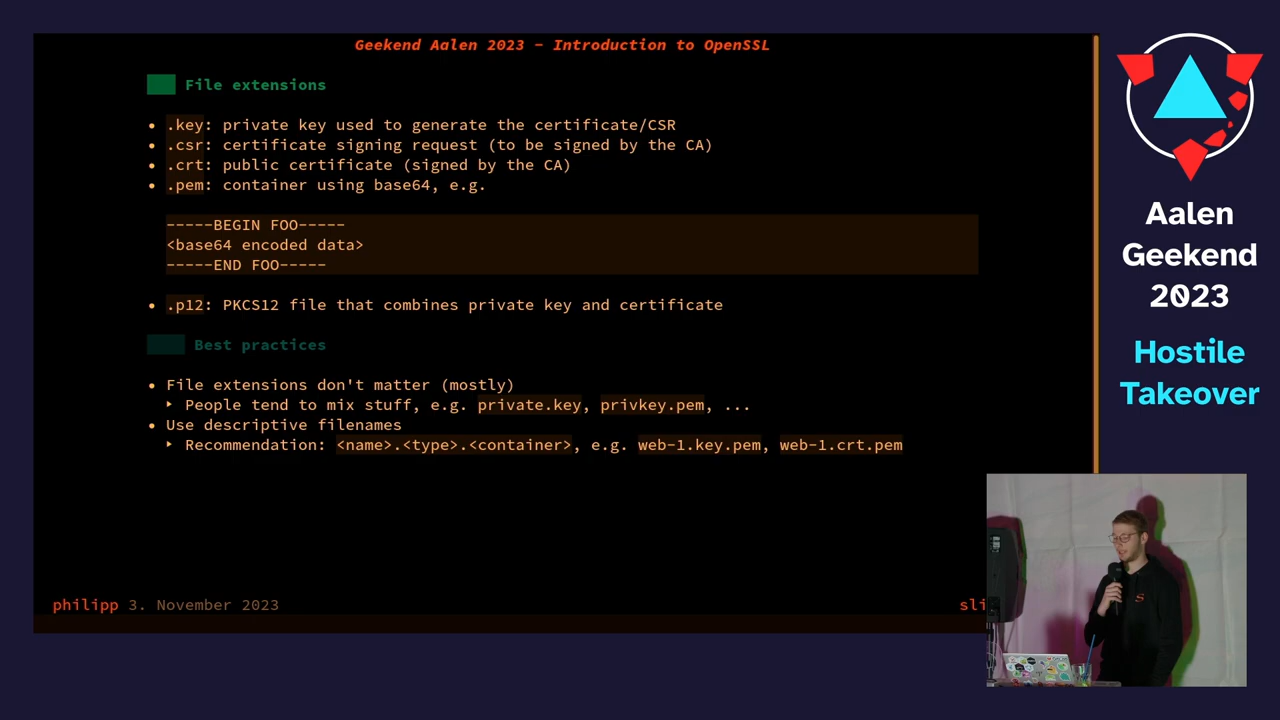 Geekend Aalen 2023 - Introduction to OpenSSL
File extensions
• .key: private key used to generate the certificate/CSR
• .csr: certificate signing request (to be signed by the CA)
• .crt: public certificate (signed by the CA)
• .pem: container using base64, e.g.
-----BEGIN FOO-----
<base64 encoded data>
-----END FOO-----
• .p12: PKCS12 file that combines private key and certificate
Best practices
• File extensions don't matter (mostly)
‣ People tend to mix stuff, e.g. private.key, privkey.pem, ...
• Use descriptive filenames
‣ Recommendation: <name>.<type>.<container>, e.g. web-1.key.pem, web-1.crt.pem
philipp 3. November 2023
sli
Aalen
Geekend
2023
Hostile
Takeover